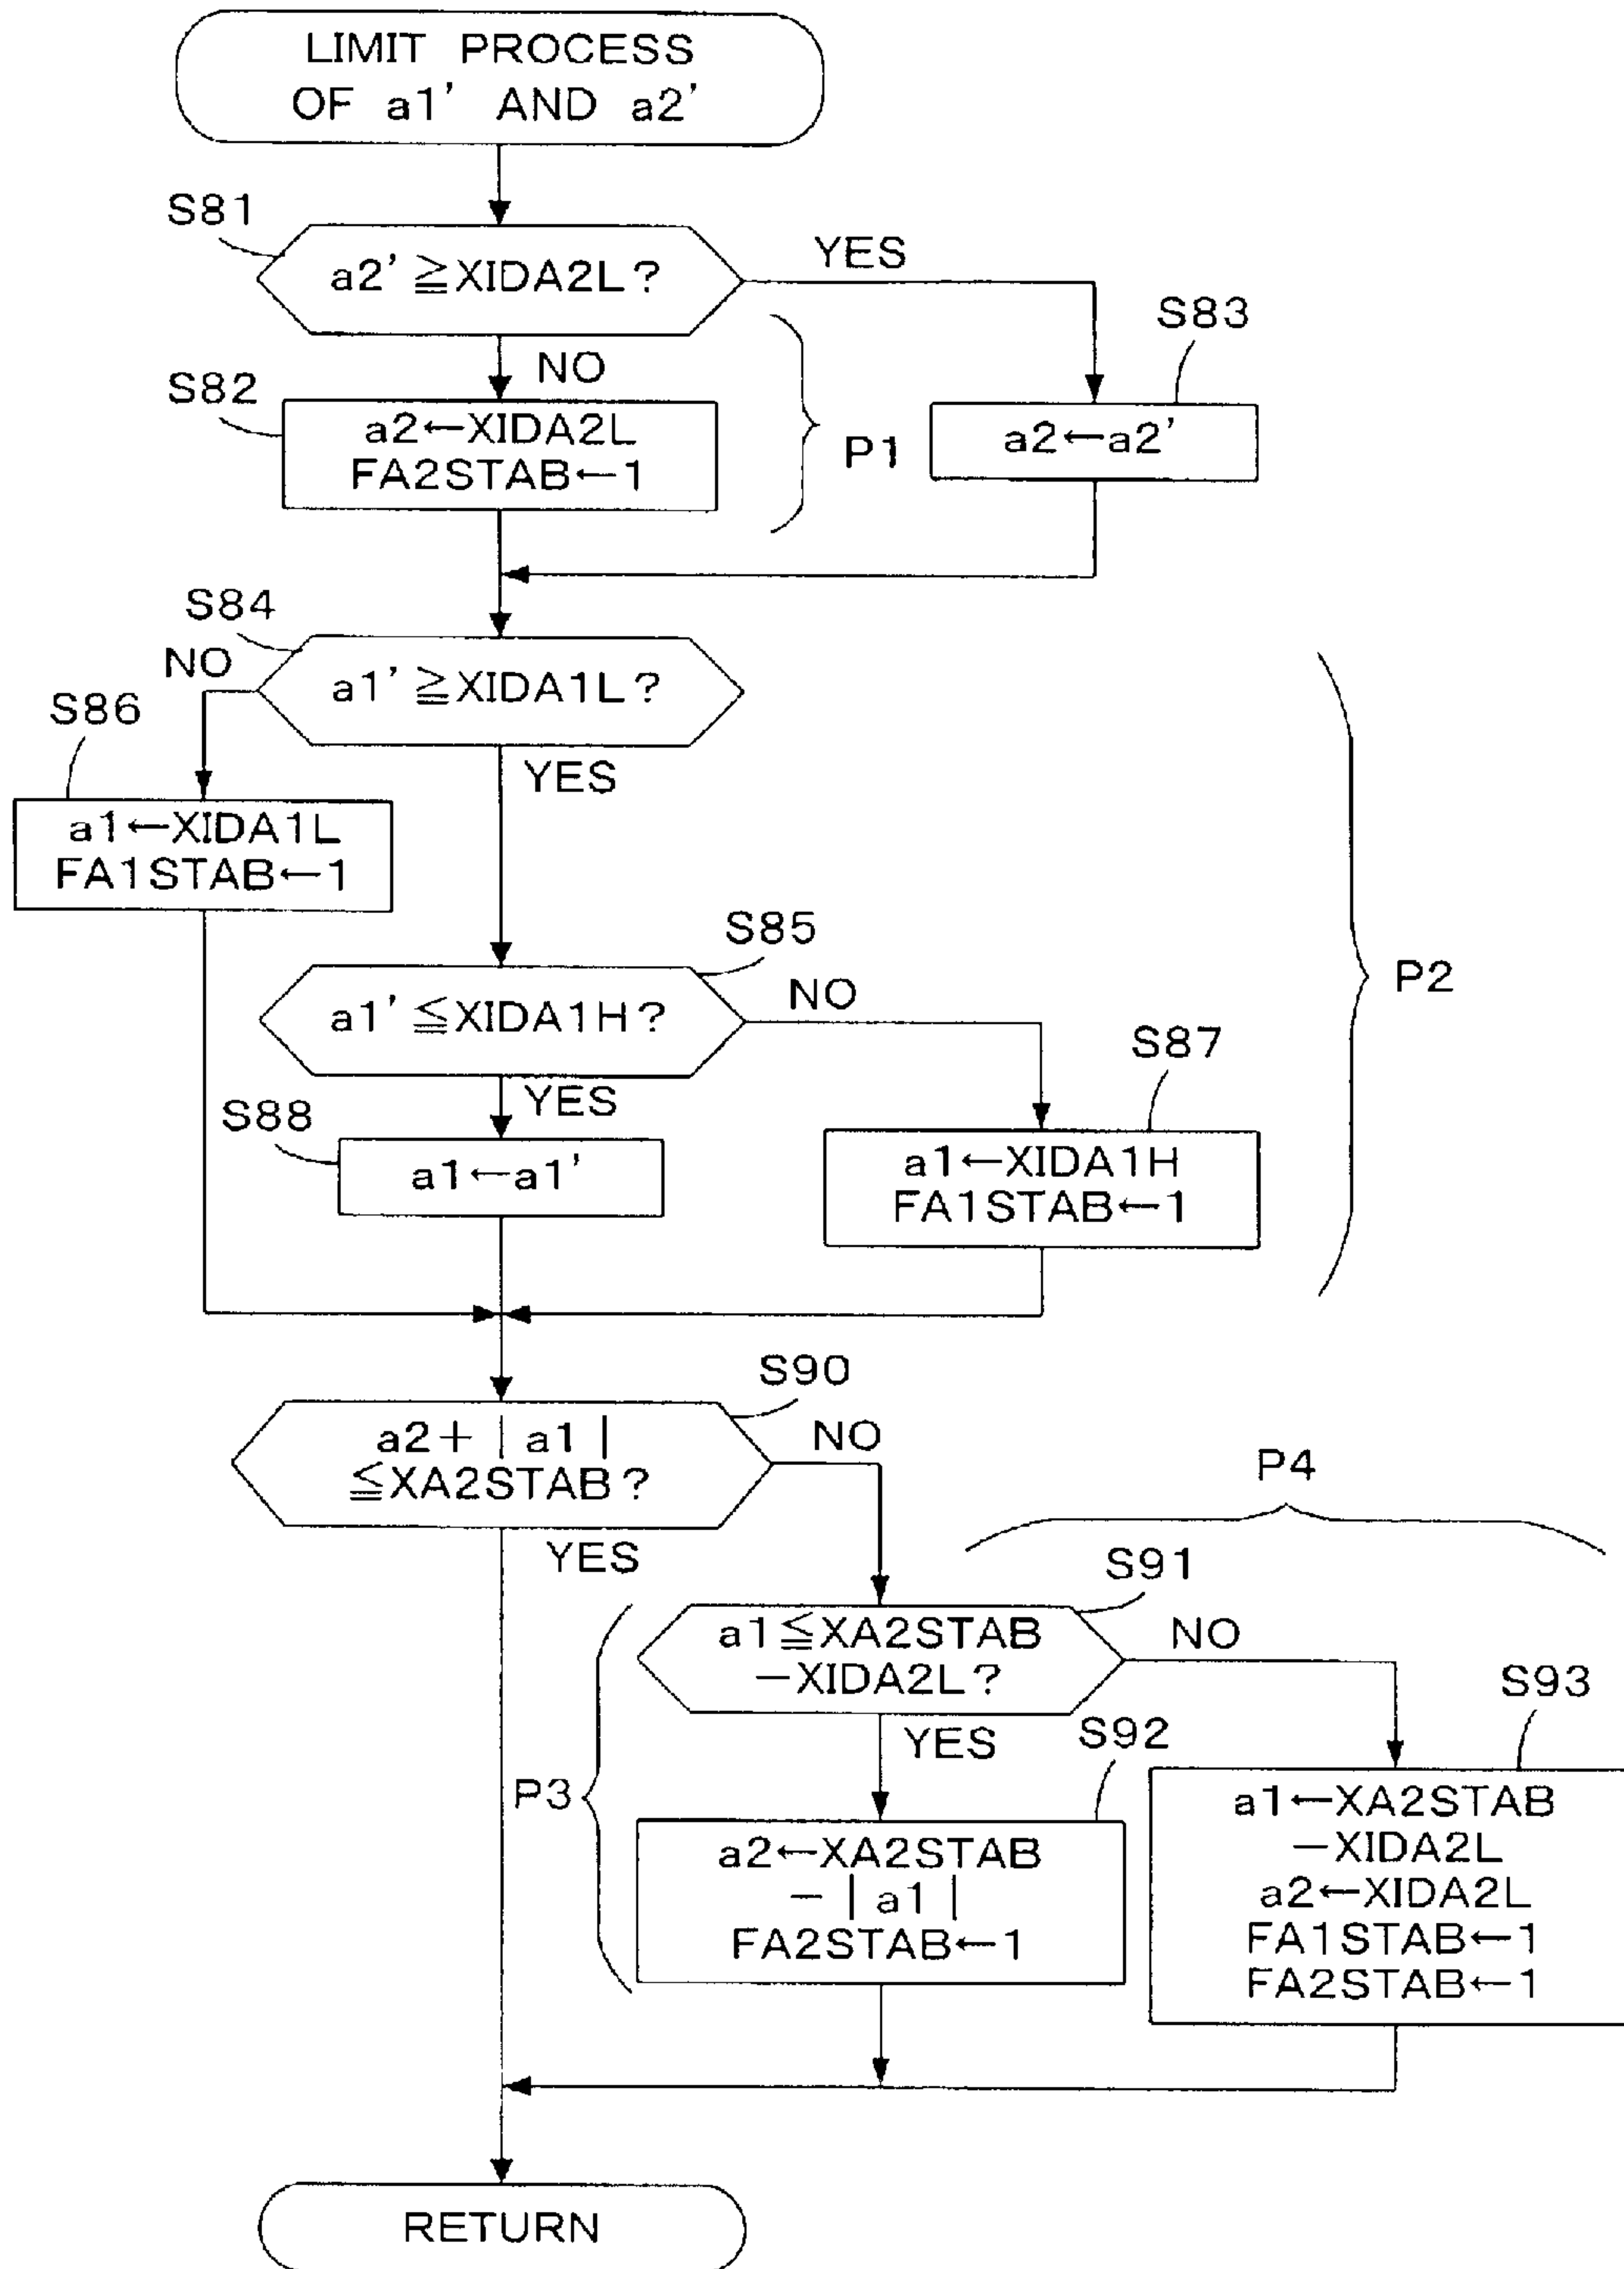 LIMIT PROCESS
OF a1' AND a2'
S81
a2' ≧XIDA2L?
YES
NO
S82
a2←XIDA2L
FA2STAB←1
P1
S83
a2←a2'
S84
NO
a1' ≧XIDA1L?
YES
S86
a1←XIDA1L
FA1STAB←1
S85
a1' ≦XIDA1H?
NO
YES
P2
S87
a1←XIDA1H
FA1STAB←1
S88
a1←a1'
S90
a2+ | a1 |
≦XA2STAB?
NO
YES
P4
S91
a1≦XA2STAB
−XIDA2L?
NO
YES
P3
S92
a2←XA2STAB
− | a1 |
FA2STAB←1
S93
a1←XA2STAB
−XIDA2L
a2←XIDA2L
FA1STAB←1
FA2STAB←1
RETURN